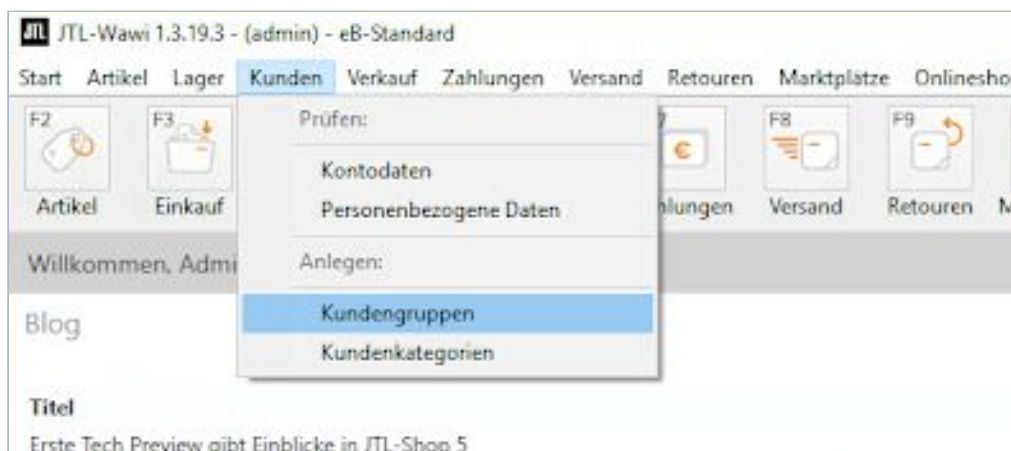 JTL JTL-Wawi 1.3.19.3 - (admin) - eB-Standard
Start Artikel Lager Kunden Verkauf Zahlungen Versand Retouren Marktplätze Onlinesho
F2 F3 7 F8 F9
Artikel Einkauf hlungen Versand Retouren M
Prüfen:
Kontodaten
Personenbezogene Daten
Anlegen:
Kundengruppen
Kundenkategorien
Willkommen, Admi
Blog
Titel
Erste Tech Preview gibt Einblicke in JTL-Shop 5